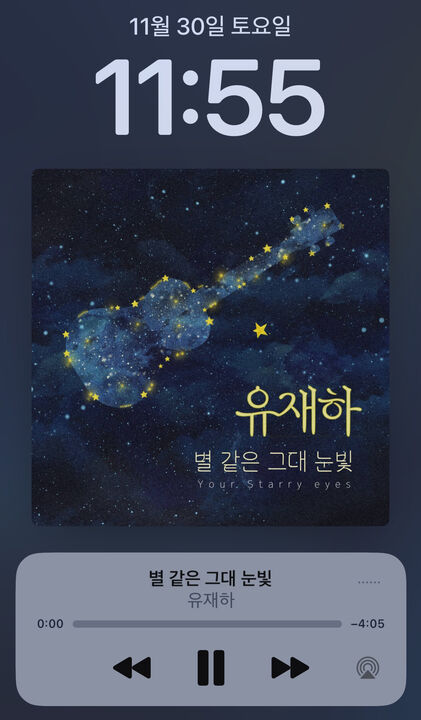 11월 30일 토요일
11:55
유재하
별 같은 그대 눈빛
Your Starry eyes
별 같은 그대 눈빛
유재하
0:00
−4:05